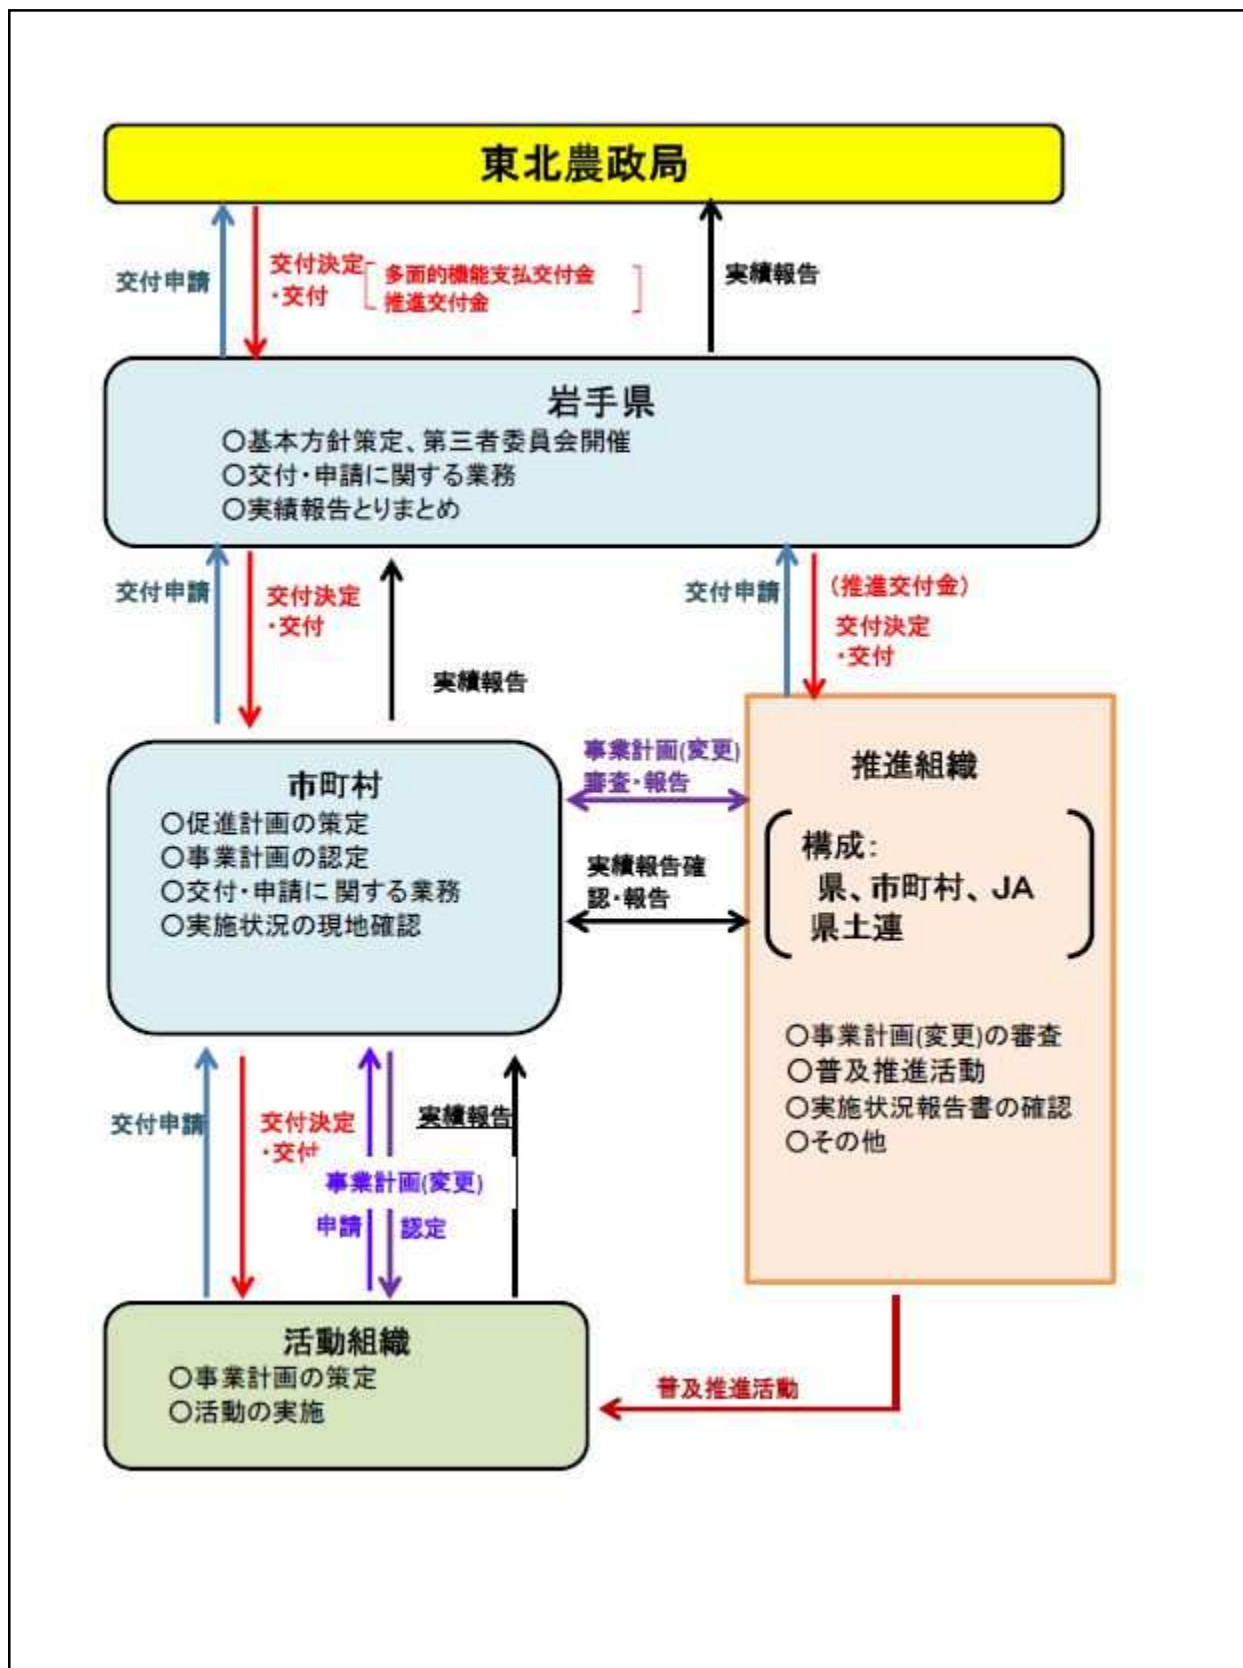 東北農政局
交付申請
交付決定
・交付
多面的機能支払交付金
推進交付金
実績報告
岩手県
○基本方針策定、第三者委員会開催
○交付・申請に関する業務
○実績報告とりまとめ
交付申請
交付決定
・交付
実績報告
交付申請
(推進交付金)
交付決定
・交付
市町村
○促進計画の策定
○事業計画の認定
○交付・申請に関する業務
○実施状況の現地確認
事業計画(変更)
審査・報告
実績報告確
認・報告
推進組織
構成:
県、市町村、JA
県土連
○事業計画(変更)の審査
○普及推進活動
○実施状況報告書の確認
○その他
交付申請
交付決定
・交付
実績報告
事業計画(変更)
申請
認定
活動組織
○事業計画の策定
○活動の実施
普及推進活動